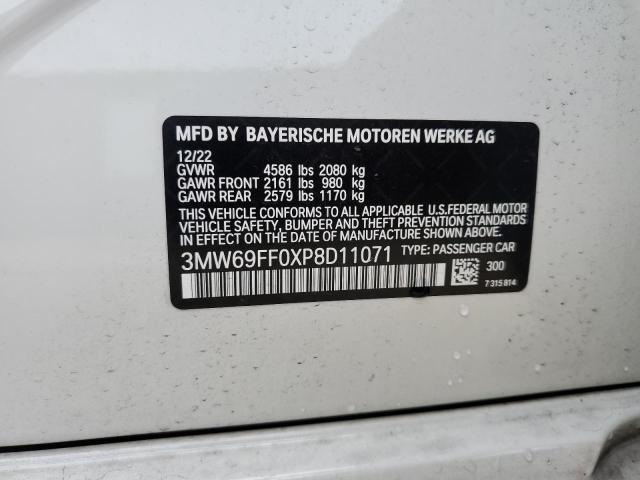 MFD BY BAYERISCHE MOTOREN WERKE AG
12/22
GVWR 4586 lbs 2080 kg
GAWR FRONT 2161 lbs 980 kg
GAWR REAR 2579 lbs 1170 kg
THIS VEHICLE CONFORMS TO ALL APPLICABLE U.S.FEDERAL MOTOR
VEHICLE SAFETY, BUMPER AND THEFT PREVENTION STANDARDS
IN EFFECT ON THE DATE OF MANUFACTURE SHOWN ABOVE.
3MW69FF0XP8D11071 TYPE: PASSENGER CAR
300
7 315 814